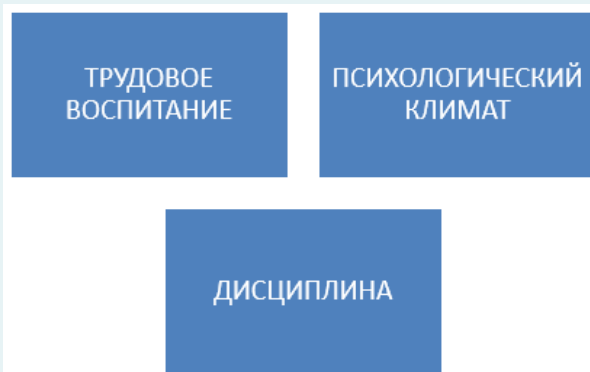 ТРУДОВОЕ
ВОСПИТАНИЕ
ПСИХОЛОГИЧЕСКИЙ
КЛИМАТ
ДИСЦИПЛИНА